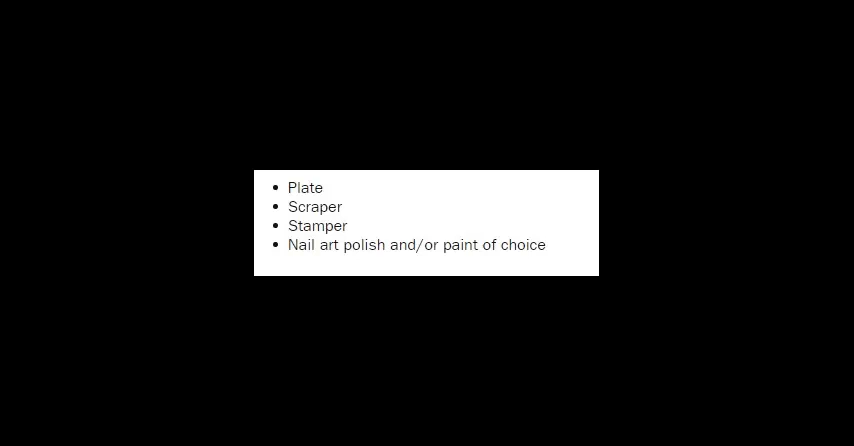 • Plate
• Scraper
• Stamper
• Nail art polish and/or paint of choice